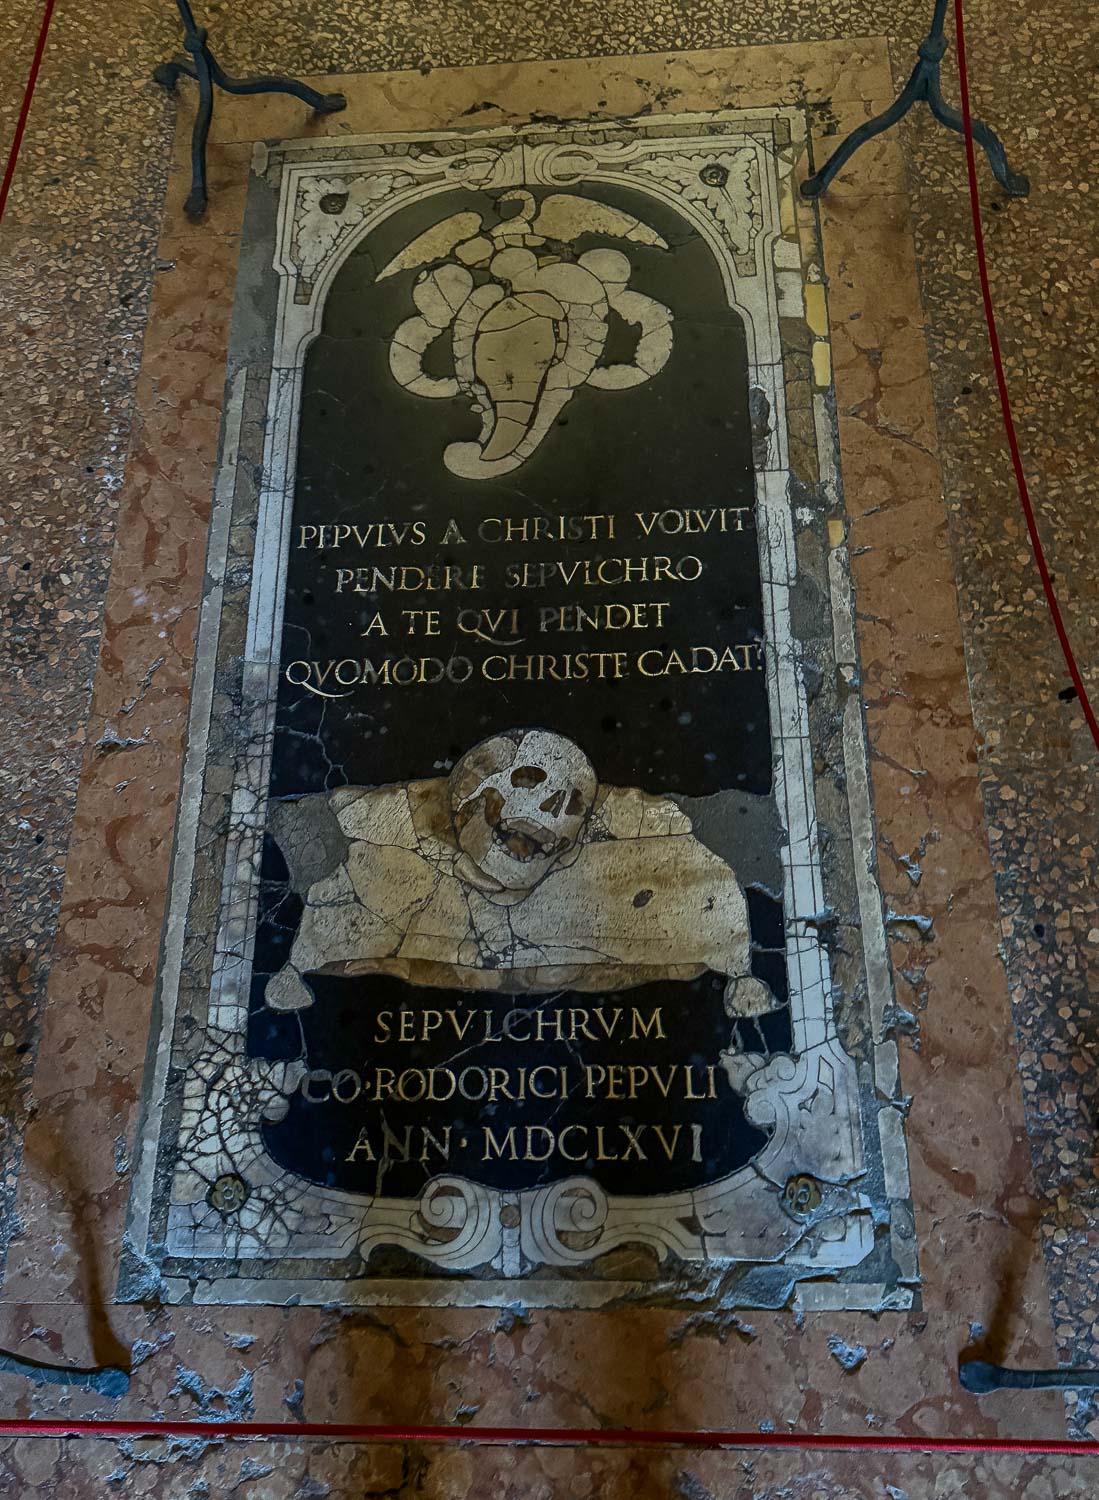 PEPVLVS A CHRISTI VOLVIT
PENDERE SEPVLCHRO
A TE QVI PENDET
QVOMODO CHRISTE CADAT?
SEPVLCHRVM
CO·RODORICI PEPVLI
ANN· MDCLXVI